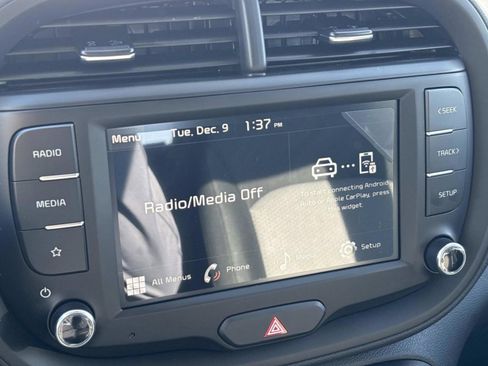 Menu Tue, Dec. 9 1:37 PM
< SEEK
RADIO
TRACK >
MEDIA
SETUP
Radio/Media Off
To start connecting Android
Auto or Apple CarPlay, press
this widget.
All Menus
Phone
Music
Setup